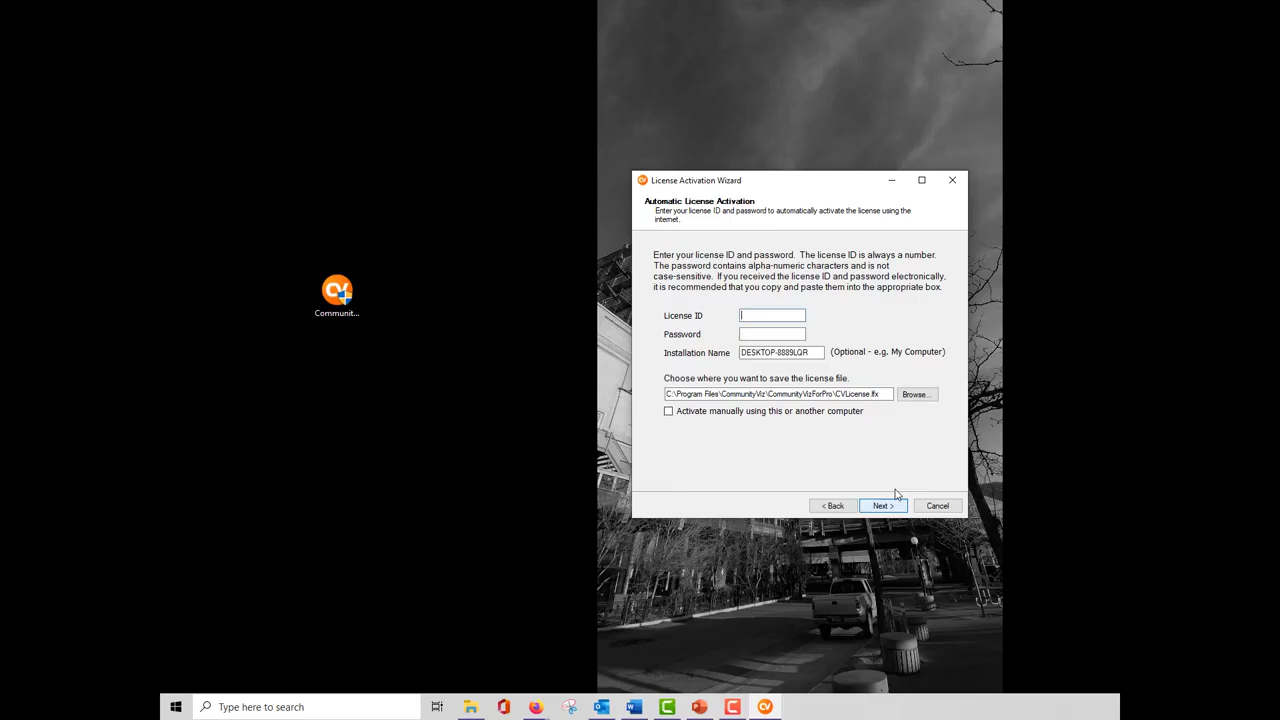 License Activation Wizard
Automatic License Activation
Enter your license ID and password to automatically activate the license using the
internet.
Enter your license ID and password.  The license ID is always a number.
The password contains alpha-numeric characters and is not
case-sensitive.  If you received the license ID and password electronically,
it is recommended that you copy and paste them into the appropriate box.
License ID
Password
Installation Name DESKTOP-8889LQR (Optional - e.g. My Computer)
Choose where you want to save the license file.
C:\Program Files\CommunityViz\CommunityVizForPro\CVLicense.lfx Browse...
Activate manually using this or another computer
< Back Next > Cancel
CV
Communit...
Type here to search